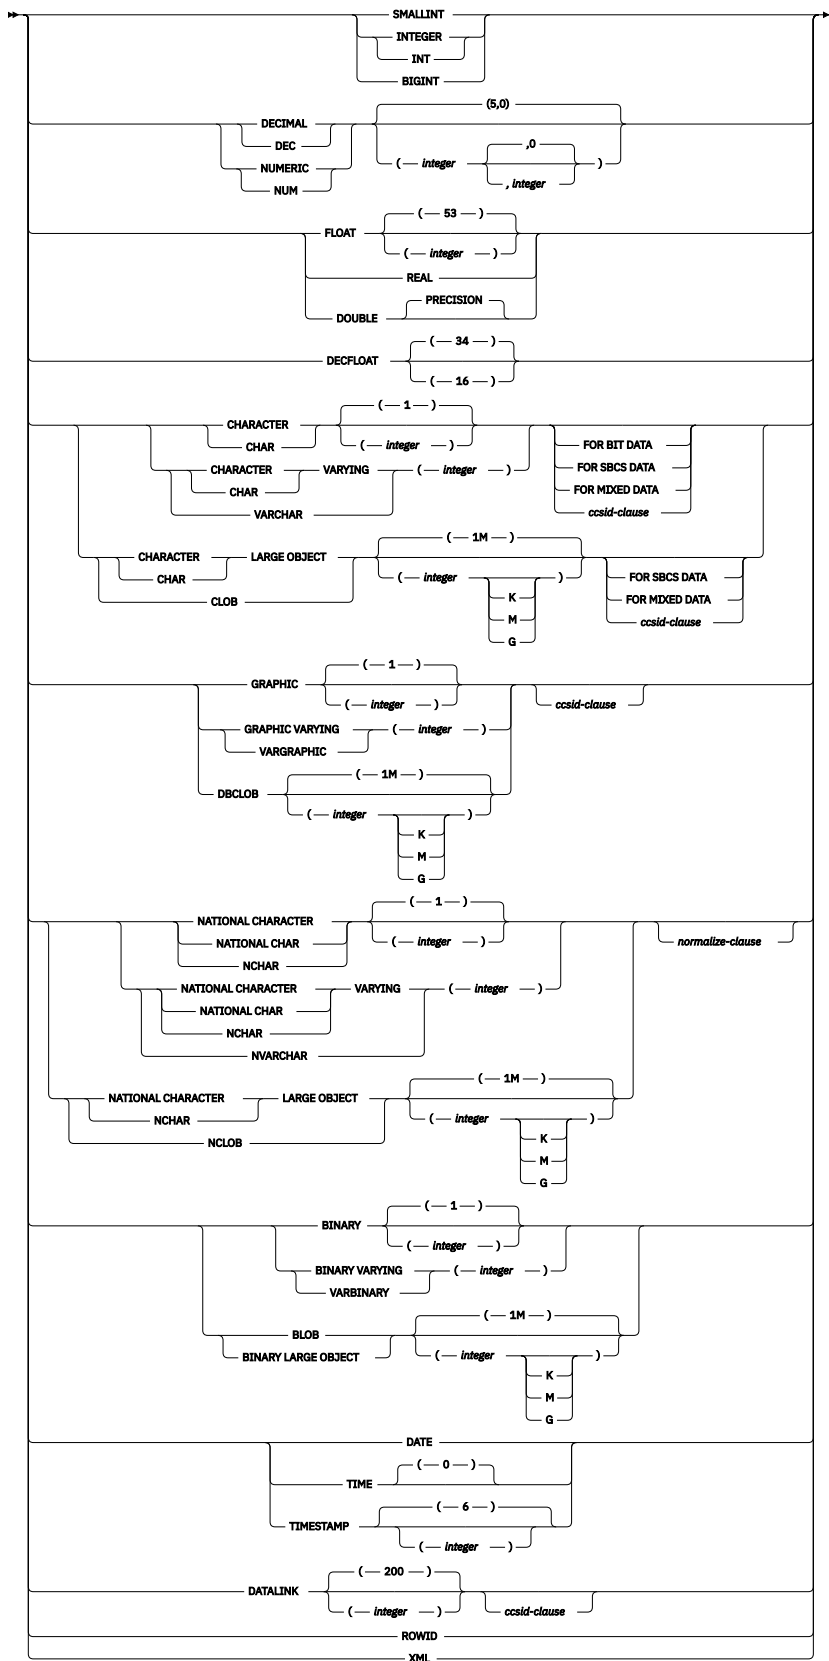 SMALLINT
INTEGER
INT
BIGINT
(5,0)
DECIMAL
DEC
,0
NUMERIC ( integer )
NUM , integer
( 53 )
FLOAT
( integer )
REAL
PRECISION
DOUBLE
( 34 )
DECFLOAT
( 16 )
( 1 )
CHARACTER
CHAR ( integer ) FOR BIT DATA
CHARACTER VARYING ( integer ) FOR SBCS DATA
CHAR FOR MIXED DATA
VARCHAR ccsid-clause
( 1M )
CHARACTER LARGE OBJECT
CHAR ( integer ) FOR SBCS DATA
CLOB K FOR MIXED DATA
M ccsid-clause
G
( 1 )
GRAPHIC
( integer ) ccsid-clause
GRAPHIC VARYING ( integer )
VARGRAPHIC
( 1M )
DBCLOB
( integer )
K
M
G
( 1 )
NATIONAL CHARACTER
NATIONAL CHAR ( integer ) normalize-clause
NCHAR
NATIONAL CHARACTER VARYING ( integer )
NATIONAL CHAR
NCHAR
NVARCHAR
( 1M )
NATIONAL CHARACTER LARGE OBJECT
NCHAR ( integer )
NCLOB K
M
G
( 1 )
BINARY
( integer )
BINARY VARYING ( integer )
VARBINARY
( 1M )
BLOB
BINARY LARGE OBJECT ( integer )
K
M
G
DATE
( 0 )
TIME
( 6 )
TIMESTAMP
( integer )
( 200 )
DATALINK
( integer ) ccsid-clause
ROWID
XML